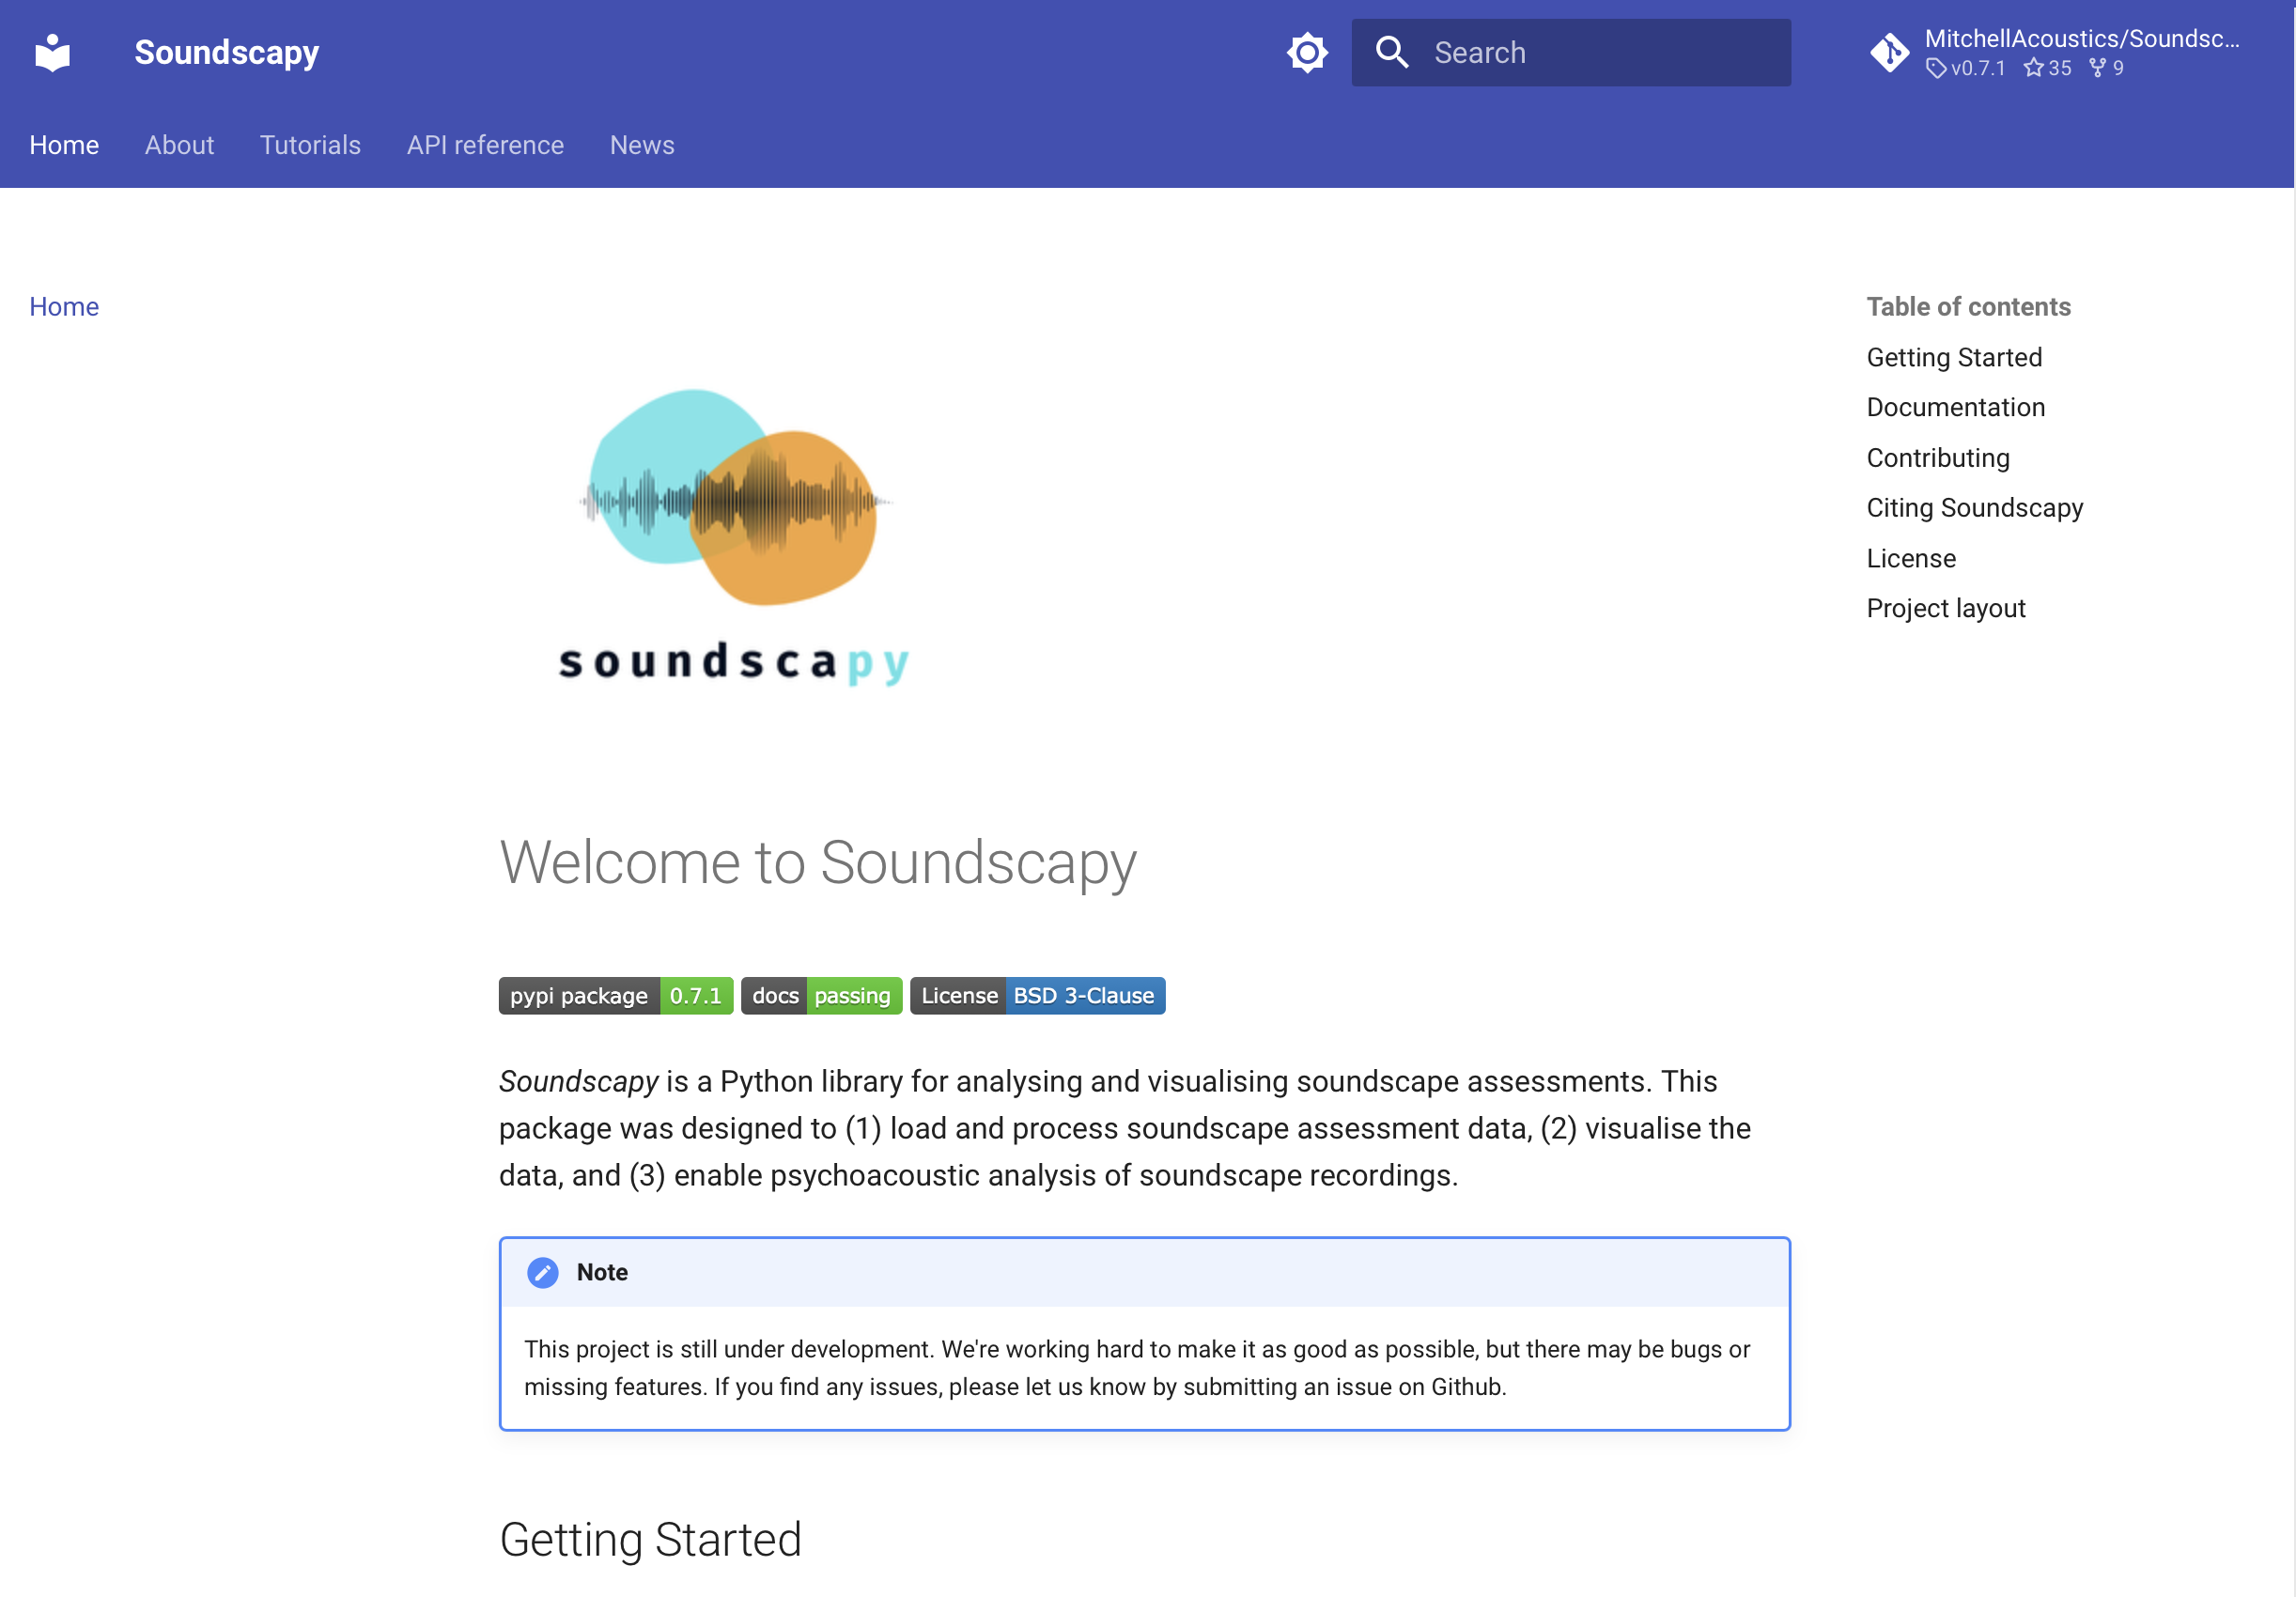 Soundscapy
Search
MitchellAcoustics/Soundsc...
v0.7.1 35 9
Home About Tutorials API reference News
Home
Table of contents
Getting Started
Documentation
Contributing
Citing Soundscapy
License
Project layout
soundscapy
Welcome to Soundscapy
pypi package 0.7.1 docs passing License BSD 3-Clause
Soundscapy is a Python library for analysing and visualising soundscape assessments. This
package was designed to (1) load and process soundscape assessment data, (2) visualise the
data, and (3) enable psychoacoustic analysis of soundscape recordings.
Note
This project is still under development. We're working hard to make it as good as possible, but there may be bugs or
missing features. If you find any issues, please let us know by submitting an issue on Github.
Getting Started